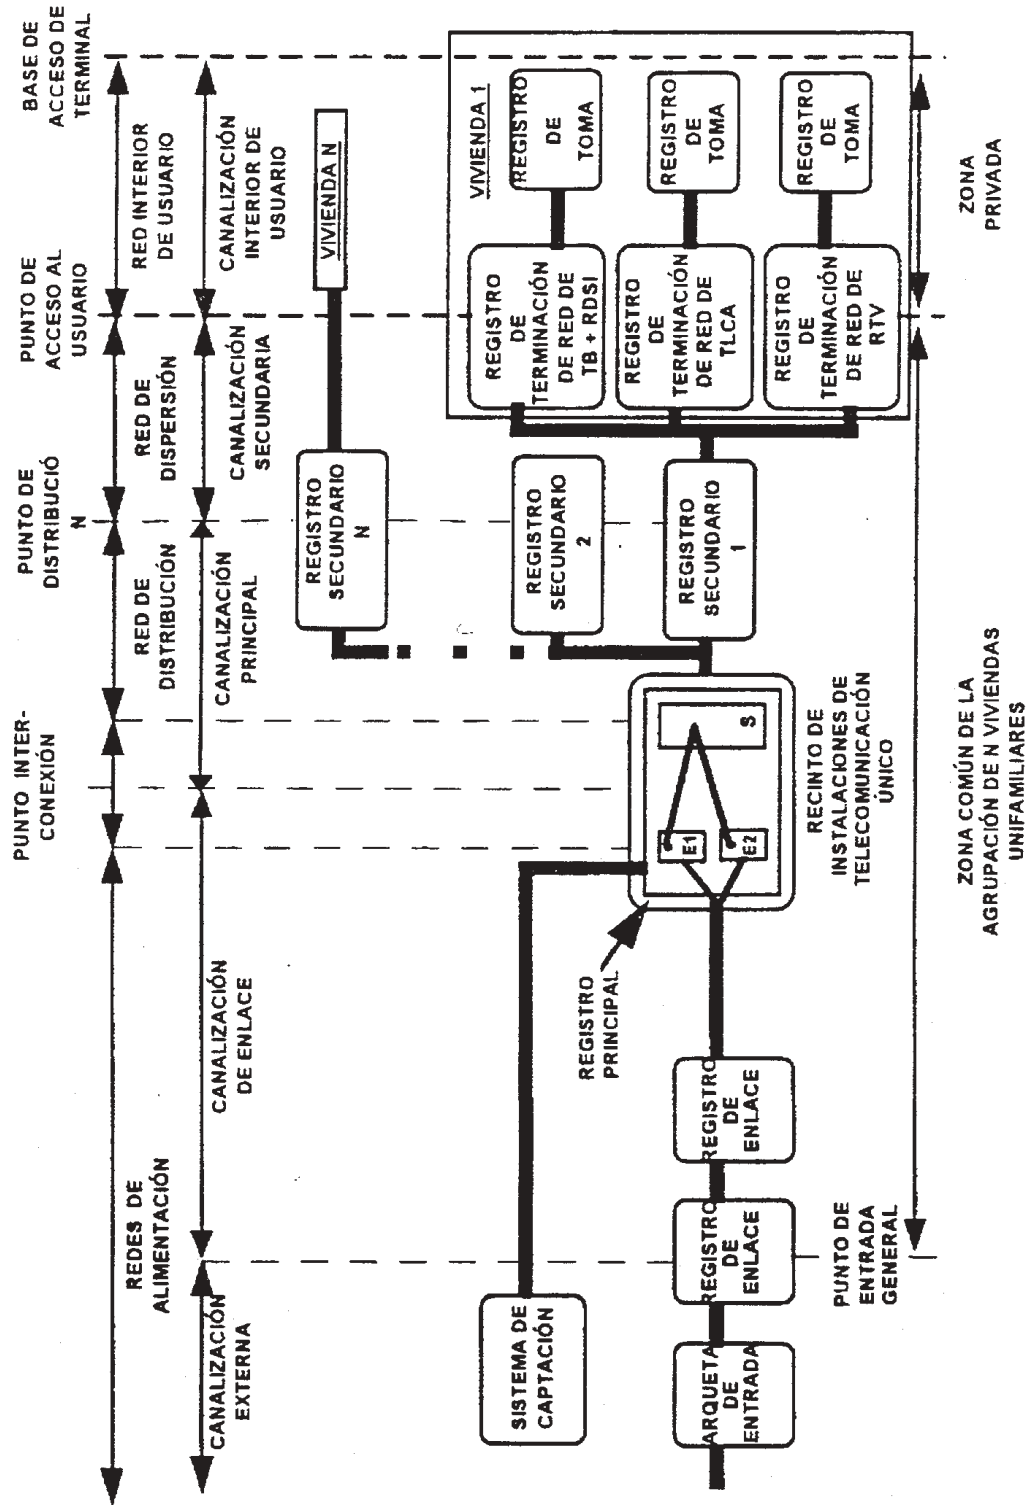 PUNTO INTER-
CONEXIÓN
PUNTO DE
DISTRIBUCIÓ
N
PUNTO DE
ACCESO AL
USUARIO
BASE DE
ACCESO DE
TERMINAL
REDES DE
ALIMENTACIÓN
RED DE
DISTRIBUCIÓN
RED DE
DISPERSIÓN
RED INTERIOR
DE USUARIO
CANALIZACIÓN
EXTERNA
CANALIZACIÓN
DE ENLACE
CANALIZACIÓN
PRINCIPAL
CANALIZACIÓN
SECUNDARIA
CANALIZACIÓN
INTERIOR DE
USUARIO
REGISTRO
SECUNDARIO
N
VIVIENDA N
SISTEMA DE
CAPTACIÓN
REGISTRO
SECUNDARIO
2
VIVIENDA 1
REGISTRO
DE
TERMINACIÓN
DE RED DE
TB + RDSI
REGISTRO
DE
TOMA
REGISTRO
PRINCIPAL
E1
E2
S
REGISTRO
SECUNDARIO
1
REGISTRO
DE
TERMINACIÓN
DE RED DE
TLCA
REGISTRO
DE
TOMA
ARQUETA
DE
ENTRADA
REGISTRO
DE
ENLACE
REGISTRO
DE
ENLACE
REGISTRO
DE
TERMINACIÓN
DE RED DE
RTV
REGISTRO
DE
TOMA
PUNTO DE
ENTRADA
GENERAL
RECINTO DE
INSTALACIONES DE
TELECOMUNICACIÓN
ÚNICO
ZONA COMÚN DE LA
AGRUPACIÓN DE N VIVIENDAS
UNIFAMILIARES
ZONA
PRIVADA